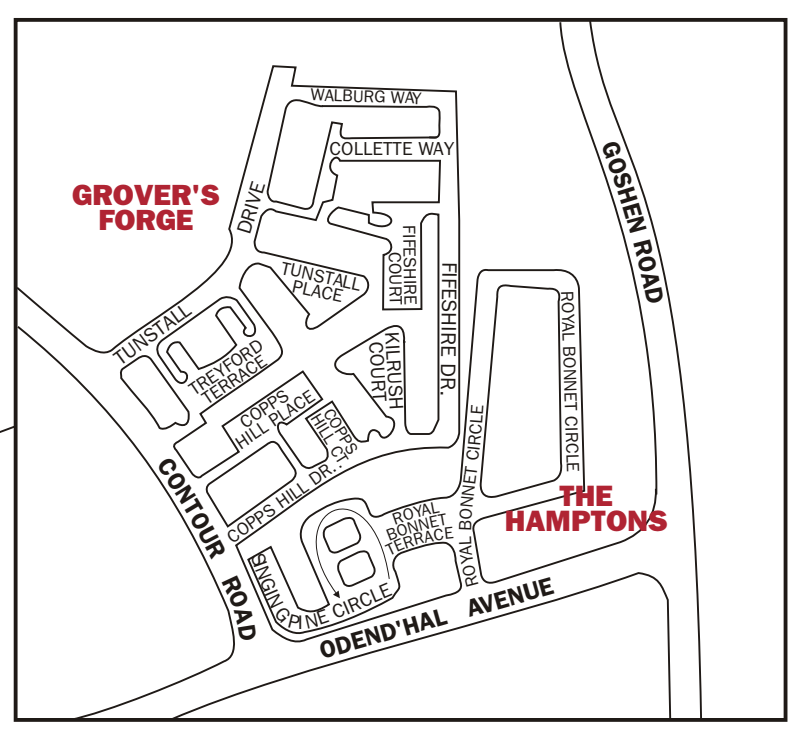 WALBURG WAY
COLLETTE WAY
GOSHEN ROAD
GROVER'S
FORGE
DRIVE
TUNSTALL
PLACE
FIFESHIRE
COURT
FIFESHIRE DR.
ROYAL BONNET CIRCLE
TUNSTALL
TREYFORD
TERRACE
KILRUSH
COURT
COPPS
HILL PLACE
COPPS
HILL CT.
ROYAL BONNET CIRCLE
COPPS HILL DR.
CONTOUR ROAD
THE
HAMPTONS
ROYAL
BONNET
TERRACE
SINGING PINE CIRCLE
ODEND'HAL AVENUE